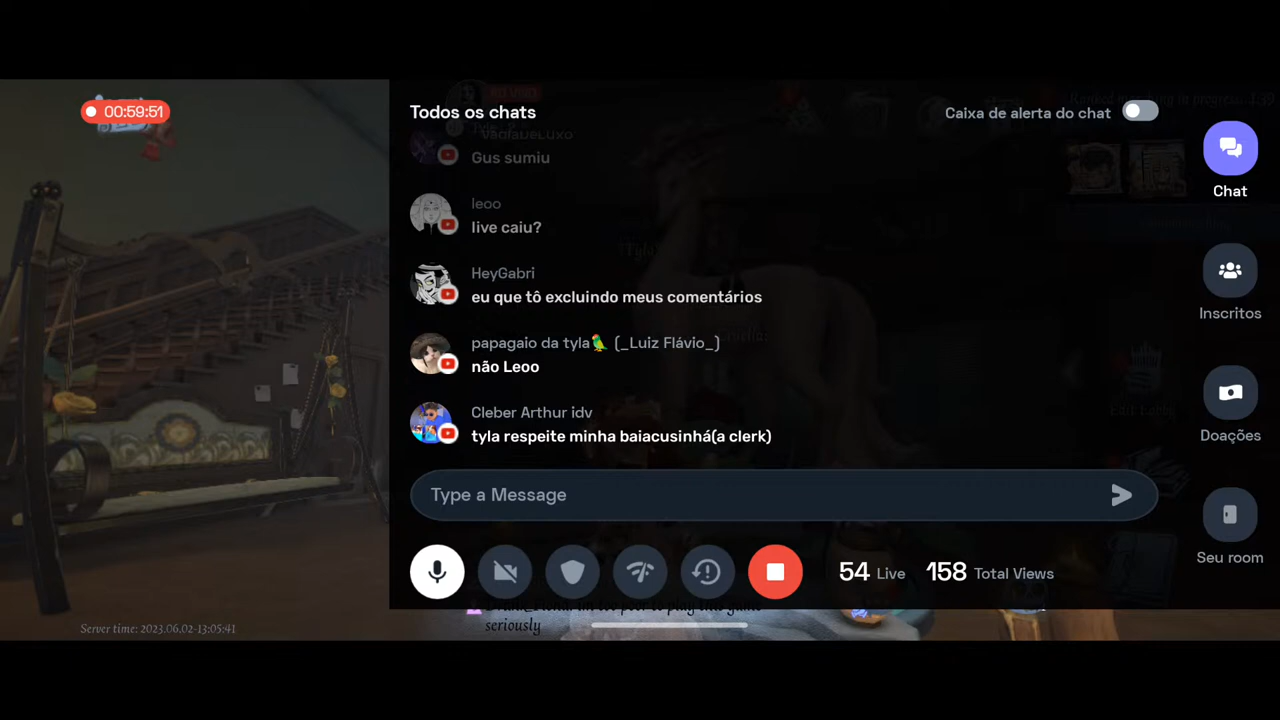 00:59:51
Todos os chats
Caixa de alerta do chat
Gus sumiu
leoo
live caiu?
HeyGabri
eu que tô excluindo meus comentários
papagaio da tyla🦜 (_Luiz Flávio_)
não Leoo
Cleber Arthur idv
tyla respeite minha baiacusinhá(a clerk)
Type a Message
54 Live
158 Total Views
Chat
Inscritos
Doações
Seu room
seriously
Server time: 2023.06.02-13:05:41